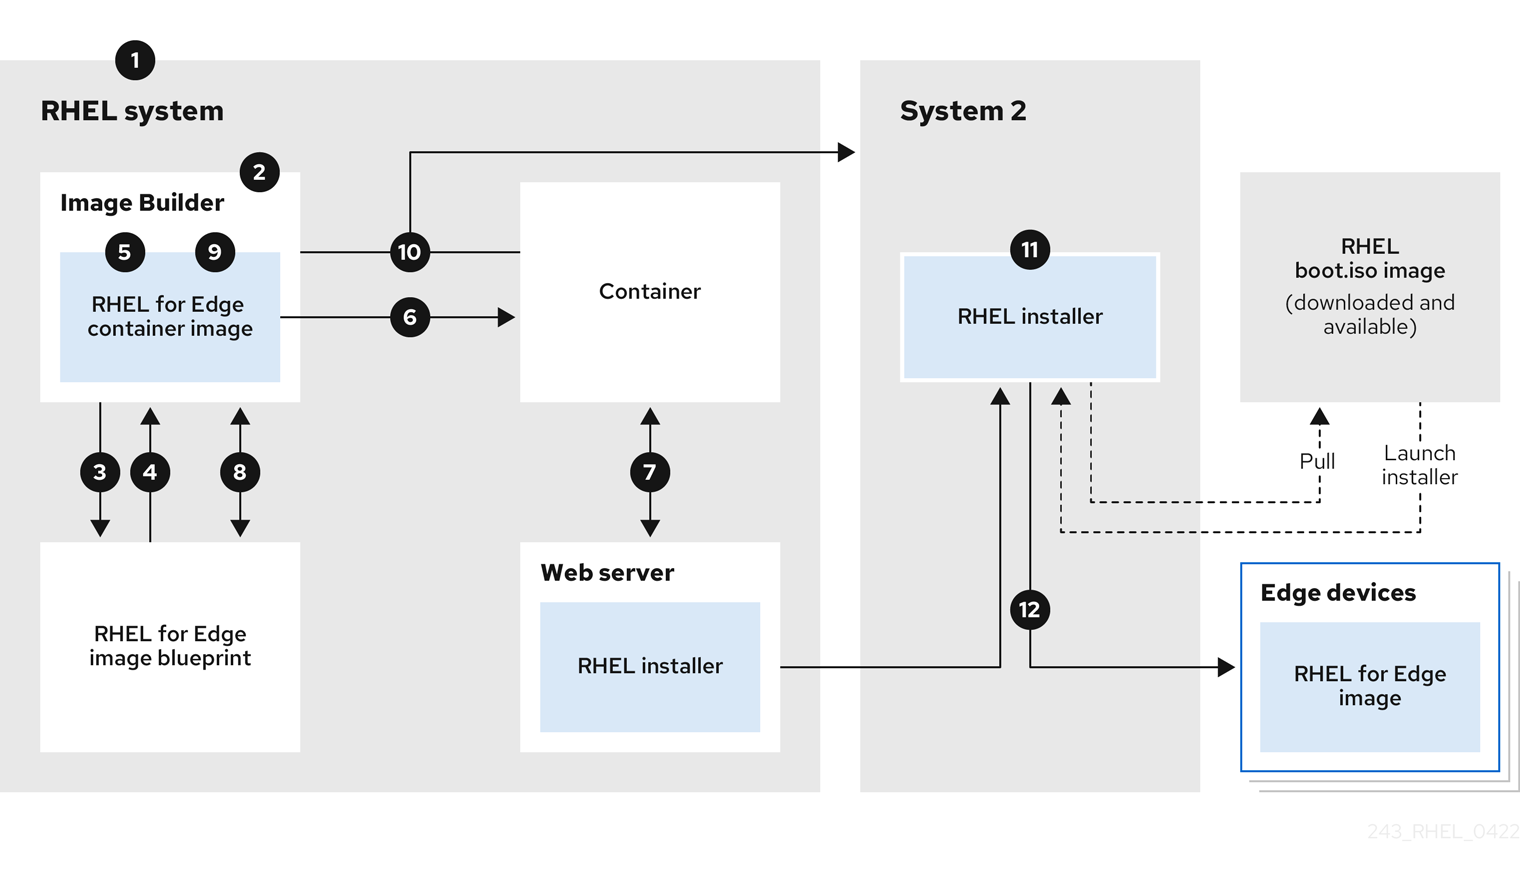 1
RHEL system
System 2
2
Image Builder
5
9
RHEL for Edge
container image
10
6
Container
11
RHEL installer
RHEL
boot.iso image
(downloaded and
available)
3
4
8
7
Pull
Launch
installer
RHEL for Edge
image blueprint
Web server
RHEL installer
12
Edge devices
RHEL for Edge
image
243_RHEL_0422